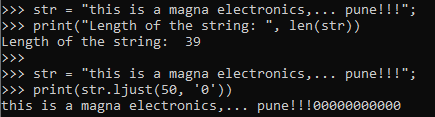 >>> str = "this is a magna electronics,... pune!!!";
>>> print("Length of the string: ", len(str))
Length of the string:  39
>>>
>>> str = "this is a magna electronics,... pune!!!";
>>> print(str.ljust(50, '0'))
this is a magna electronics,... pune!!!00000000000